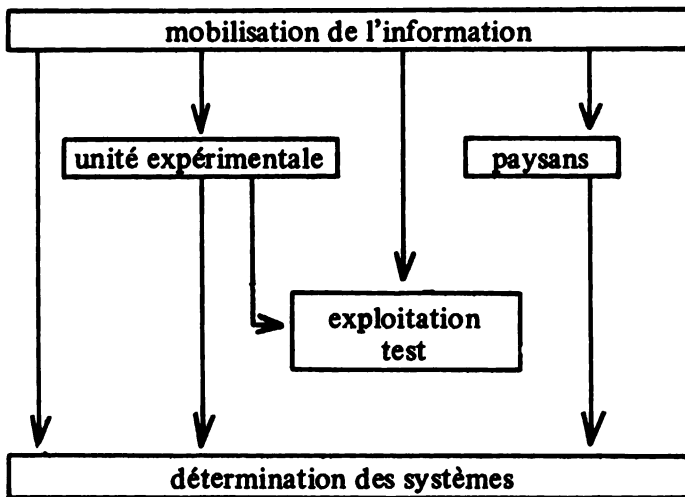 mobilisation de l'information
unité expérimentale
paysans
exploitation
test
détermination des systèmes